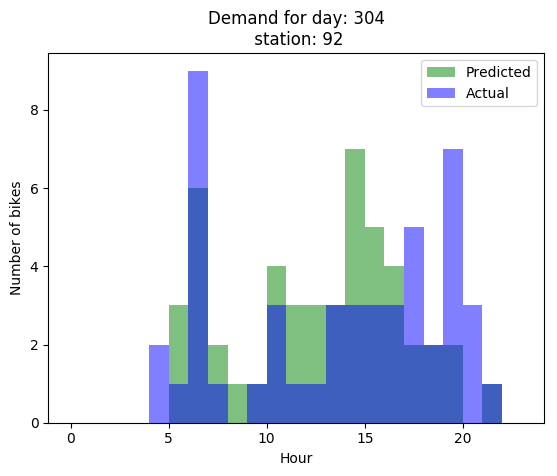 Demand for day: 304
station: 92
Predicted
Actual
Number of bikes
8
6
4
2
0
0 5 10 15 20
Hour